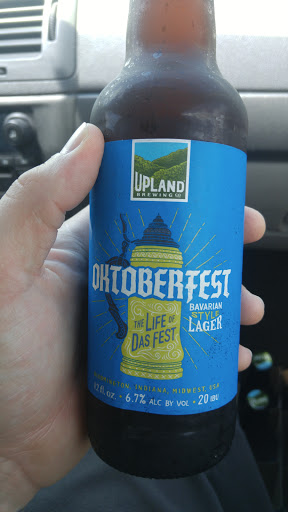 UPLAND
BREWING CO.
OKTOBERFEST
BAVARIAN
STYLE
LAGER
THE LIFE OF
DAS FEST
BLOOMINGTON, INDIANA, MIDWEST, USA
12 fl. oz. • 6.7% ALC BY VOL • 20 IBU